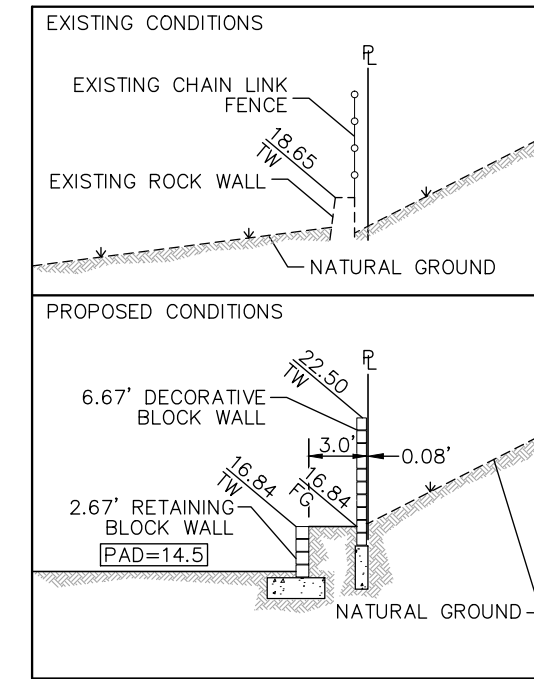 EXISTING CONDITIONS
℄
EXISTING CHAIN LINK
FENCE
18.65
TW
EXISTING ROCK WALL
NATURAL GROUND
PROPOSED CONDITIONS
℄
22.50
TW
6.67' DECORATIVE
BLOCK WALL
3.0'
0.08'
16.84
TW
16.84
FG
2.67' RETAINING
BLOCK WALL
PAD=14.5
NATURAL GROUND